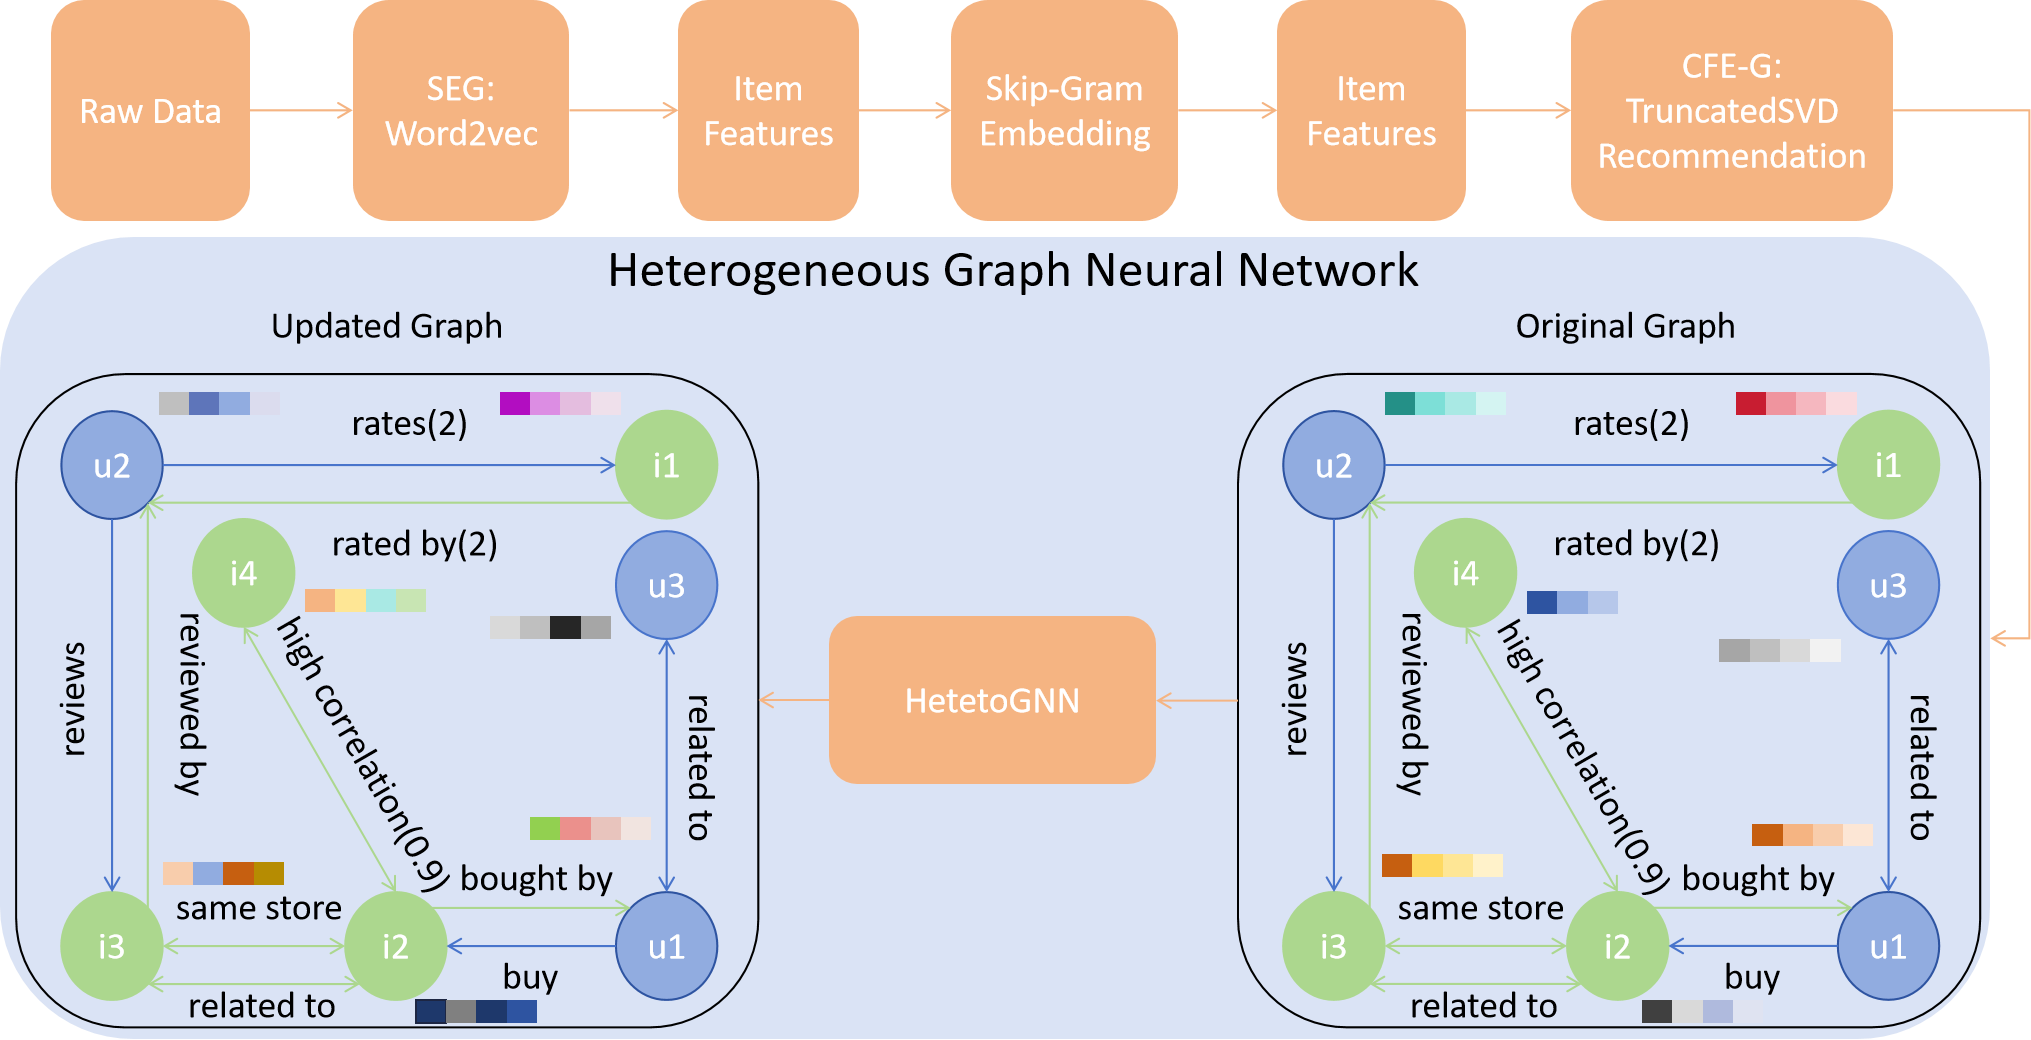 Raw Data
SEG:
Word2vec
Item
Features
Skip-Gram
Embedding
Item
Features
CFE-G:
TruncatedSVD
Recommendation
Heterogeneous Graph Neural Network
Updated Graph
u2
rates(2)
i1
rated by(2)
i4
u3
reviews
reviewed by
high correlation(0.9)
related to
bought by
same store
i3
i2
u1
buy
related to
HetetoGNN
Original Graph
u2
rates(2)
i1
rated by(2)
i4
u3
reviews
reviewed by
high correlation(0.9)
related to
bought by
same store
i3
i2
u1
buy
related to